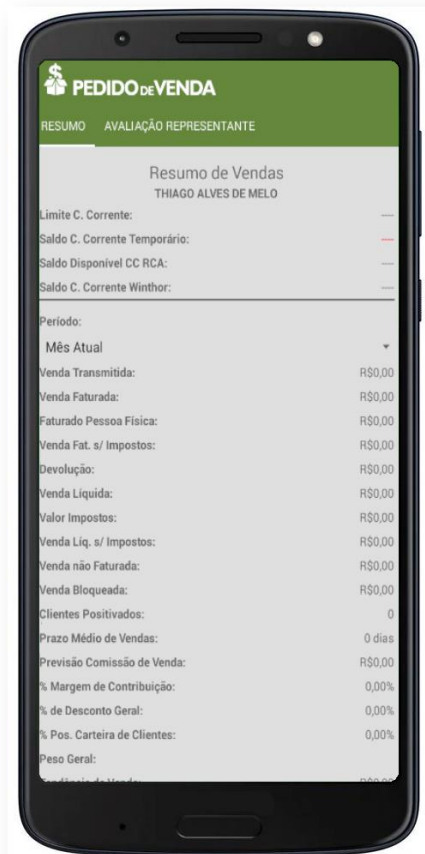 PEDIDO DE VENDA
RESUMO AVALIAÇÃO REPRESENTANTE
Resumo de Vendas
THIAGO ALVES DE MELO
Limite C. Corrente: ---
Saldo C. Corrente Temporário: ---
Saldo Disponível CC RCA: ---
Saldo C. Corrente Winthor: ---
Período:
Mês Atual
Venda Transmitida: R$0,00
Venda Faturada: R$0,00
Faturado Pessoa Física: R$0,00
Venda Fat. s/ Impostos: R$0,00
Devolução: R$0,00
Venda Líquida: R$0,00
Valor Impostos: R$0,00
Venda Líq. s/ Impostos: R$0,00
Venda não Faturada: R$0,00
Venda Bloqueada: R$0,00
Clientes Positivados: 0
Prazo Médio de Vendas: 0 dias
Previsão Comissão de Venda: R$0,00
% Margem de Contribuição: 0,00%
% de Desconto Geral: 0,00%
% Pos. Carteira de Clientes: 0,00%
Peso Geral:
Tendência de Venda: R$0,00